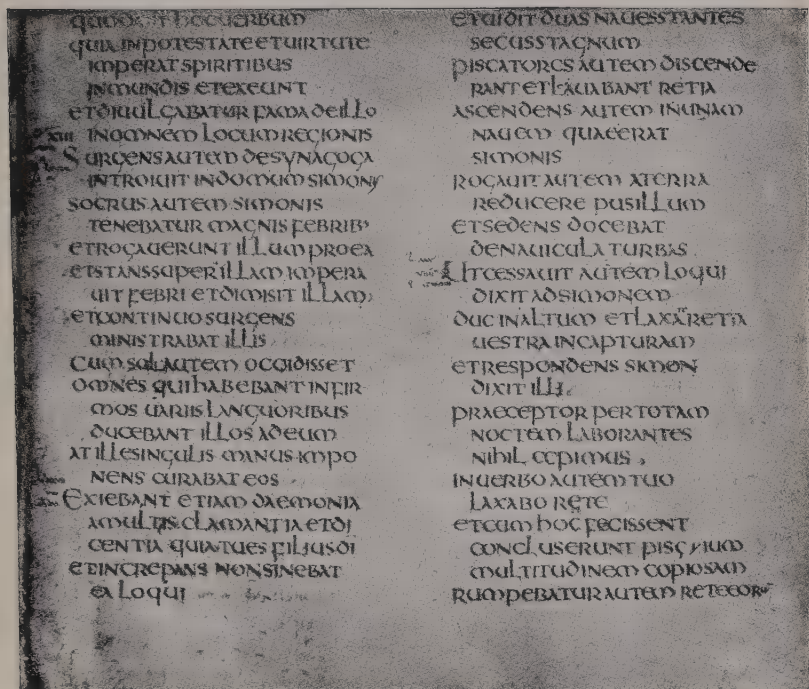 QUOD EST HOC UERBUM
QUIA IN POTESTATE ET UIRTUTE
IMPERAT SPIRITIBUS
INMUNDIS ET EXEUNT
ET DIUULGABATUR FAMA DE ILLO
IN OMNEM LOCUM REGIONIS
SURGENS AUTEM DE SYNAGOGA
INTROIUIT IN DOMUM SIMONIS
SOCRUS AUTEM SIMONIS
TENEBATUR MAGNIS FEBRIB'
ET ROGAUERUNT ILLUM PRO EA
ET STANS SUPER ILLAM IMPERA
UIT FEBRI ET DIMISIT ILLAM
ET CONTINUO SURGENS
MINISTRABAT ILLIS
CUM SOL AUTEM OCCIDISSET
OMNES QUI HABEBANT INFIR
MOS UARIIS LANGUORIBUS
DUCEBANT ILLOS AD EUM
AT ILLE SINGULIS MANUS IMPO
NENS CURABAT EOS
EXIEBANT ETIAM DAEMONIA
A MULTIS CLAMANTIA ET DI
CENTIA QUIA TU ES FILIUS DI
ET INCREPANS NON SINEBAT
EA LOQUI
ET UIDIT DUAS NAUES STANTES
SECUS STAGNUM
PISCATORES AUTEM DISCENDE
RANT ET LAUABANT RETIA
ASCENDENS AUTEM IN UNAM
NAUEM QUAE ERAT
SIMONIS
ROGAUIT AUTEM A TERRA
REDUCERE PUSILLUM
ET SEDENS DOCEBAT
DE NAUICULA TURBAS
UT CESSAUIT AUTEM LOQUI
DIXIT AD SIMONEM
DUC IN ALTUM ET LAXA RETIA
UESTRA IN CAPTURAM
ET RESPONDENS SIMON
DIXIT ILLI
PRAECEPTOR PER TOTAM
NOCTEM LABORANTES
NIHIL CEPIMUS
IN UERBO AUTEM TUO
LAXABO RETE
ET CUM HOC FECISSENT
CONCLUSERUNT PISCIUM
MULTITUDINEM COPIOSAM
RUMPEBATUR AUTEM RETE EOR